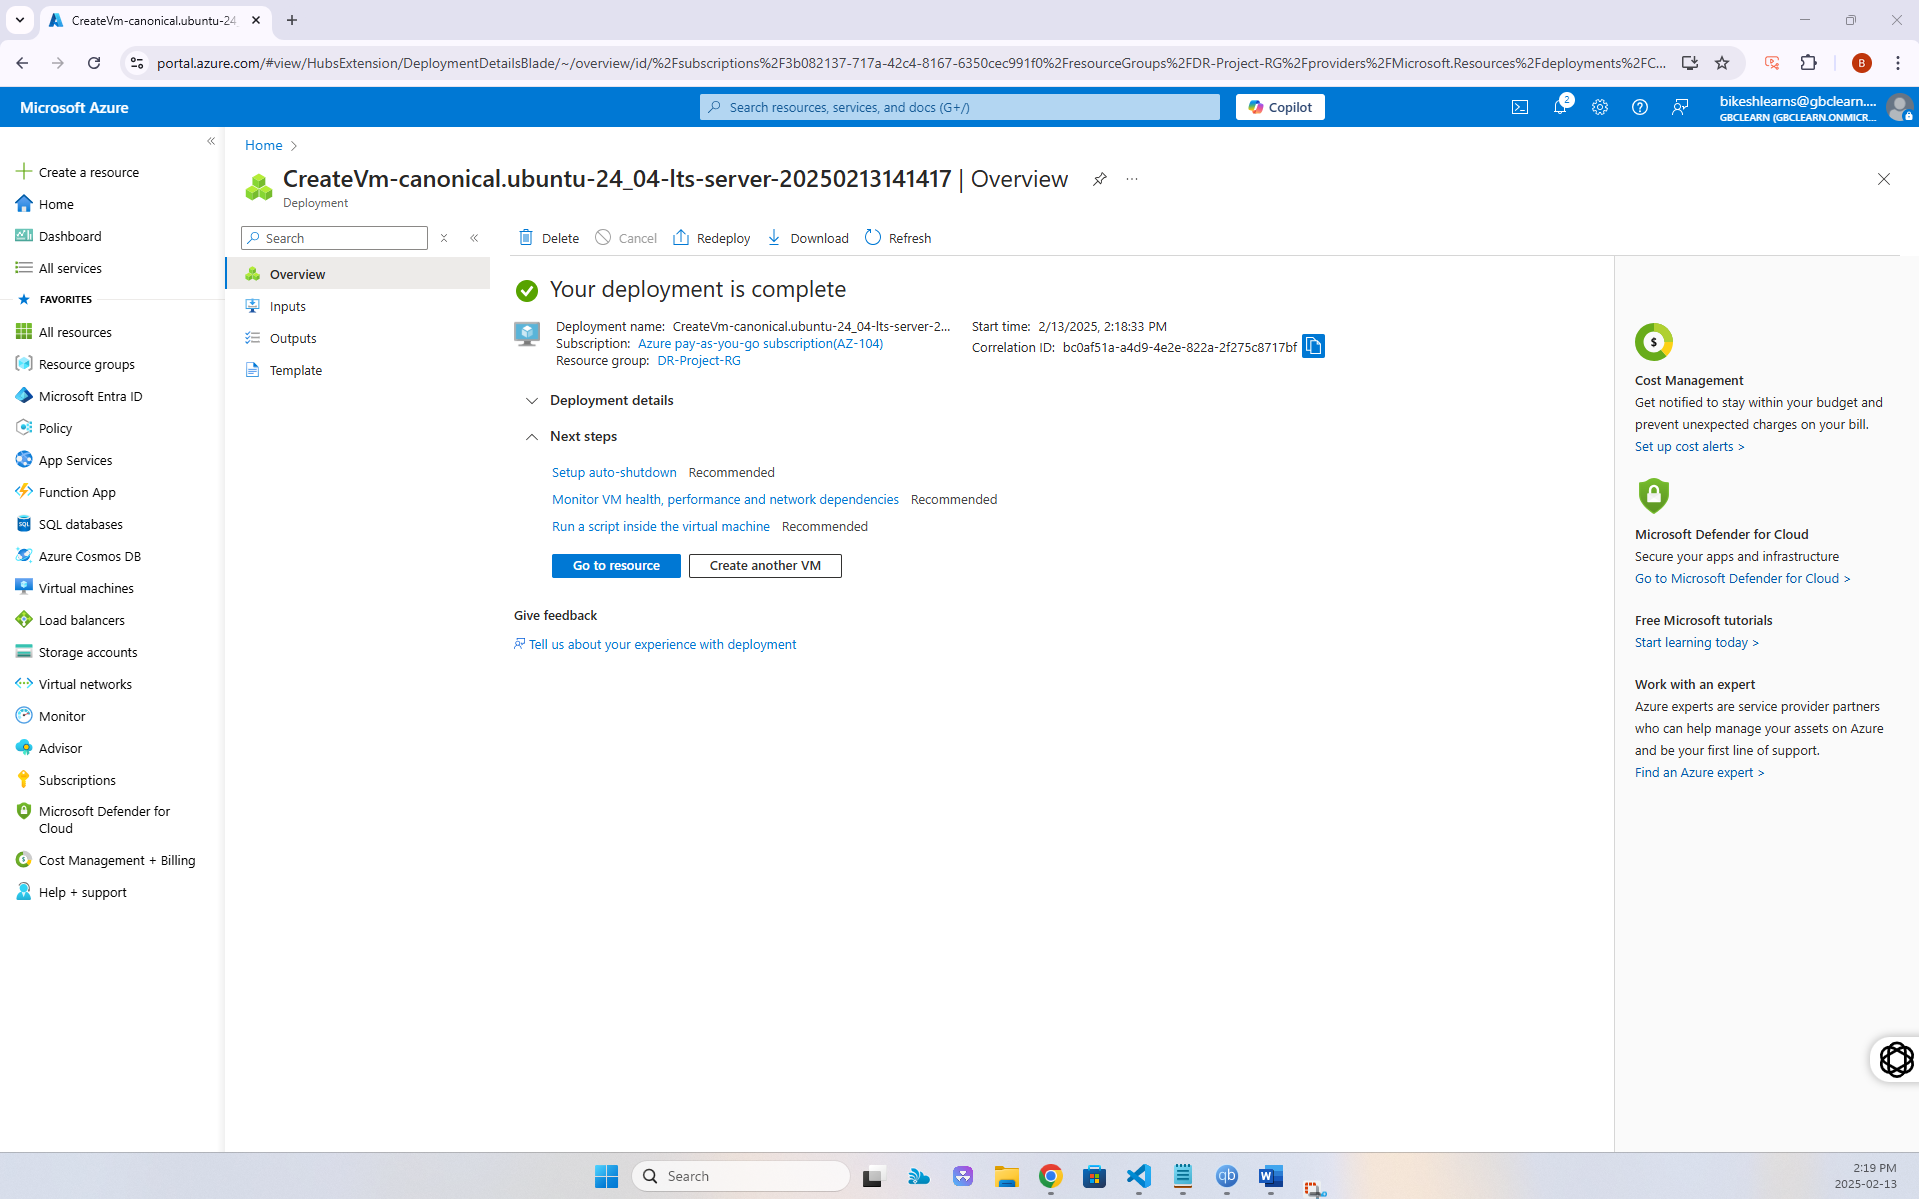 CreateVm-canonical.ubuntu-24_
portal.azure.com/#view/HubsExtension/DeploymentDetailsBlade/~/overview/id/%2Fsubscriptions%2F3b082137-717a-42c4-8167-6350cec991f0%2FresourceGroups%2FDR-Project-RG%2Fproviders%2FMicrosoft.Resources%2Fdeployments%2FC...
B
Microsoft Azure
Search resources, services, and docs (G+/)
Copilot
2
bikeshlearns@gbclearn....
GBCLEARN (GBCLEARN.ONMICR...
Create a resource
Home
Dashboard
All services
FAVORITES
All resources
Resource groups
Microsoft Entra ID
Policy
App Services
Function App
SQL databases
Azure Cosmos DB
Virtual machines
Load balancers
Storage accounts
Virtual networks
Monitor
Advisor
Subscriptions
Microsoft Defender for
Cloud
Cost Management + Billing
Help + support
Home
CreateVm-canonical.ubuntu-24_04-lts-server-20250213141417 | Overview
Deployment
Search
Overview
Inputs
Outputs
Template
Delete
Cancel
Redeploy
Download
Refresh
Your deployment is complete
Deployment name: CreateVm-canonical.ubuntu-24_04-lts-server-2...
Subscription: Azure pay-as-you-go subscription(AZ-104)
Resource group: DR-Project-RG
Start time: 2/13/2025, 2:18:33 PM
Correlation ID: bc0af51a-a4d9-4e2e-822a-2f275c8717bf
Deployment details
Next steps
Setup auto-shutdown Recommended
Monitor VM health, performance and network dependencies Recommended
Run a script inside the virtual machine Recommended
Go to resource
Create another VM
Give feedback
Tell us about your experience with deployment
Cost Management
Get notified to stay within your budget and
prevent unexpected charges on your bill.
Set up cost alerts >
Microsoft Defender for Cloud
Secure your apps and infrastructure
Go to Microsoft Defender for Cloud >
Free Microsoft tutorials
Start learning today >
Work with an expert
Azure experts are service provider partners
who can help manage your assets on Azure
and be your first line of support.
Find an Azure expert >
Search
qb
W
2:19 PM
2025-02-13